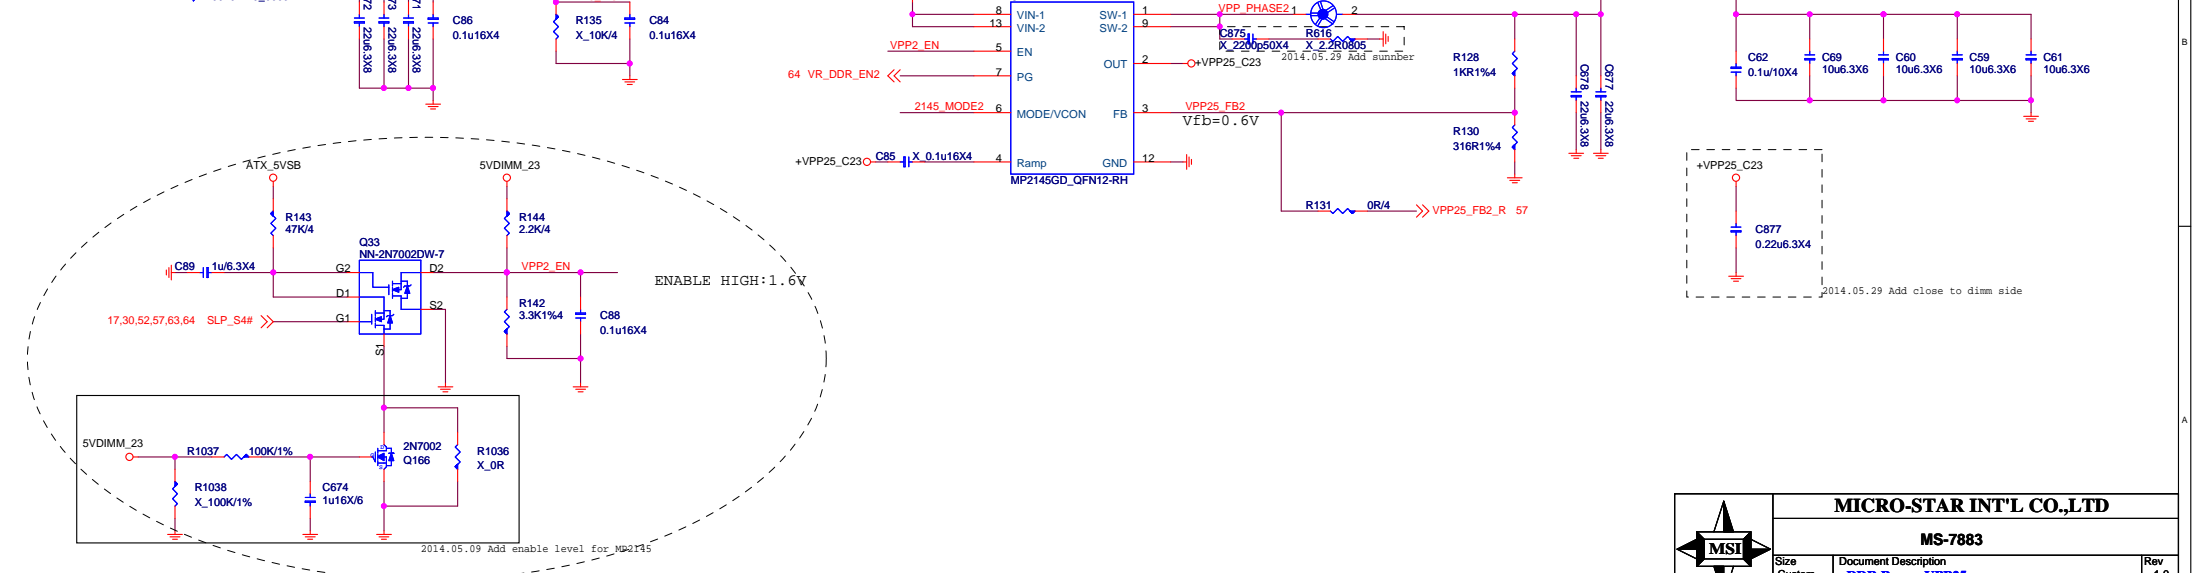 C86
0.1u16X4
22u6.3X8
22u6.3X8
22u6.3X8
R135
X_10K/4
C84
0.1u16X4
8 VIN-1
13 VIN-2
VPP2_EN 5 EN
64 VR_DDR_EN2 7 PG
2145_MODE2 6 MODE/VCON
+VPP25_C23 C85 X_0.1u16X4 4 Ramp
SW-1 1 VPP_PHASE2 1 2
SW-2 9
C875
X_2200p50X4
R616
X_2.2R0805
2014.05.29 Add sunnber
OUT 2 +VPP25_C23
FB 3 VPP25_FB2
Vfb=0.6V
GND 12
MP2145GD_QFN12-RH
R128
1KR1%4
R130
316R1%4
C678 22u6.3X8
C677 22u6.3X8
R131 0R/4 VPP25_FB2_R 57
C62
0.1u/10X4
C69
10u6.3X6
C60
10u6.3X6
C59
10u6.3X6
C61
10u6.3X6
B
A
+VPP25_C23
C877
0.22u6.3X4
2014.05.29 Add close to dimm side
ATX_5VSB
R143
47K/4
5VDIMM_23
R144
2.2K/4
Q33
NN-2N7002DW-7
C89 1u/6.3X4
G2 D2
VPP2_EN
ENABLE HIGH:1.6V
D1 S2
17,30,52,57,63,64 SLP_S4# G1
S1
R142
3.3K1%4
C88
0.1u16X4
5VDIMM_23
R1037 100K/1%
R1038
X_100K/1%
C674
1u16X/6
2N7002
Q166
R1036
X_0R
2014.05.09 Add enable level for MP2145
MSI
MICRO-STAR INT'L CO.,LTD
MS-7883
Size
Document Description
Rev